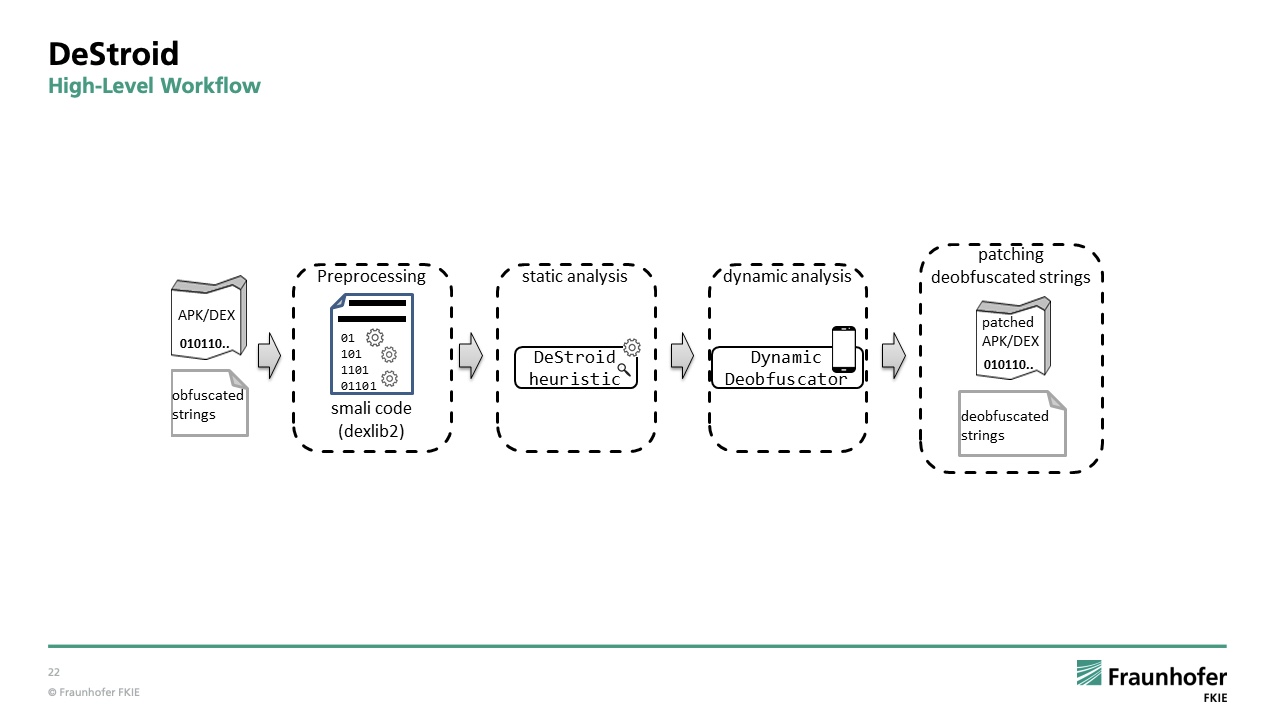 DeStroid
High-Level Workflow
APK/DEX
010110..
obfuscated
strings
Preprocessing
01
101
1101
01101
smali code
(dexlib2)
static analysis
DeStroid
heuristic
dynamic analysis
Dynamic
Deobfuscator
patching
deobfuscated strings
patched
APK/DEX
010110..
deobfuscated
strings
22
© Fraunhofer FKIE
Fraunhofer
FKIE